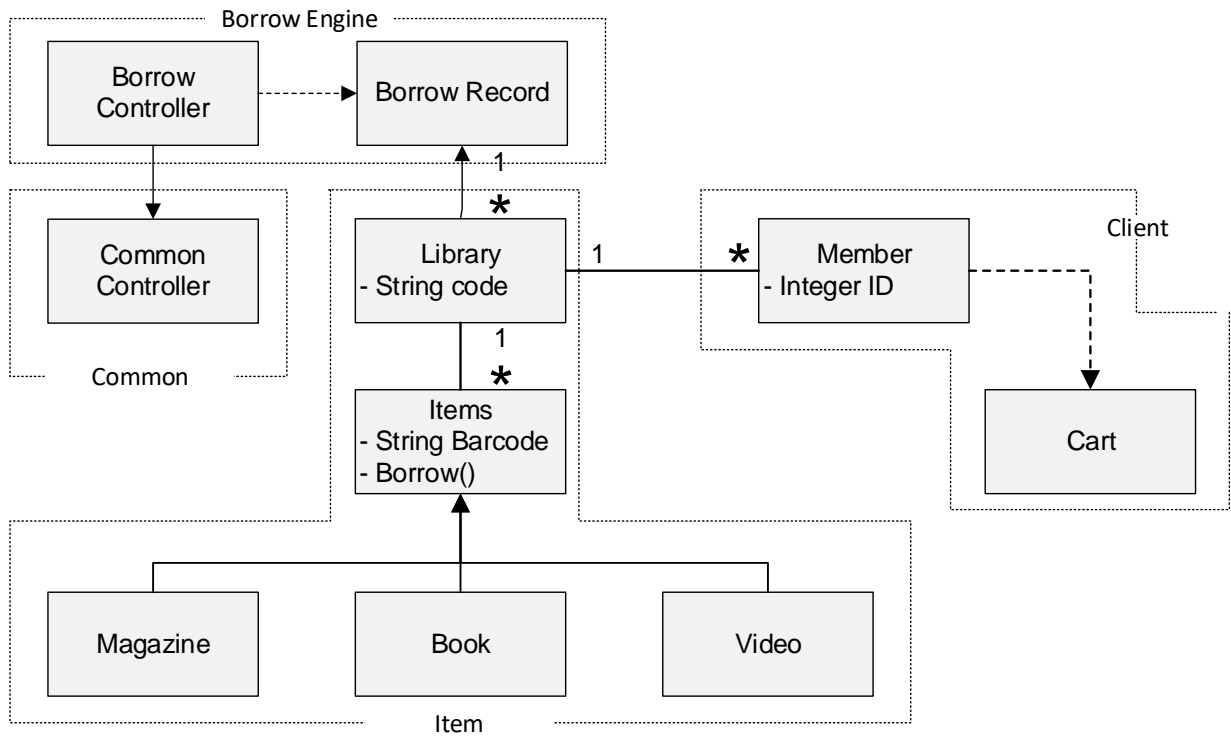 Borrow Engine
Borrow
Controller
Borrow Record
1
*
Common
Controller
Library
- String code
1
*
Member
- Integer ID
Client
1
*
Common
Items
- String Barcode
- Borrow()
Cart
Magazine
Book
Video
Item